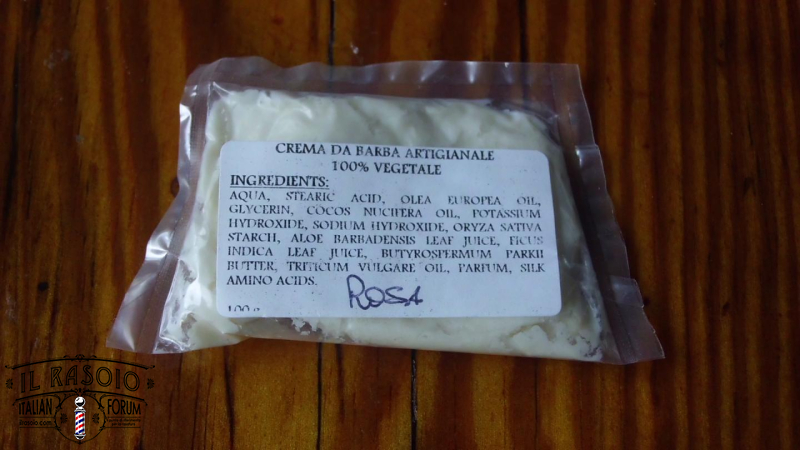 CREMA DA BARBA ARTIGIANALE
100% VEGETALE
INGREDIENTS:
AQUA, STEARIC ACID, OLEA EUROPEA OIL,
GLYCERIN, COCOS NUCIFERA OIL, POTASSIUM
HYDROXIDE, SODIUM HYDROXIDE, ORYZA SATIVA
STARCH, ALOE BARBADENSIS LEAF JUICE, FICUS
INDICA LEAF JUICE, BUTYROSPERMUM PARKII
BUTTER, TRITICUM VULGARE OIL, PARFUM, SILK
AMINO ACIDS.
ROSA
100 g
IL RASOIO
ITALIAN FORUM